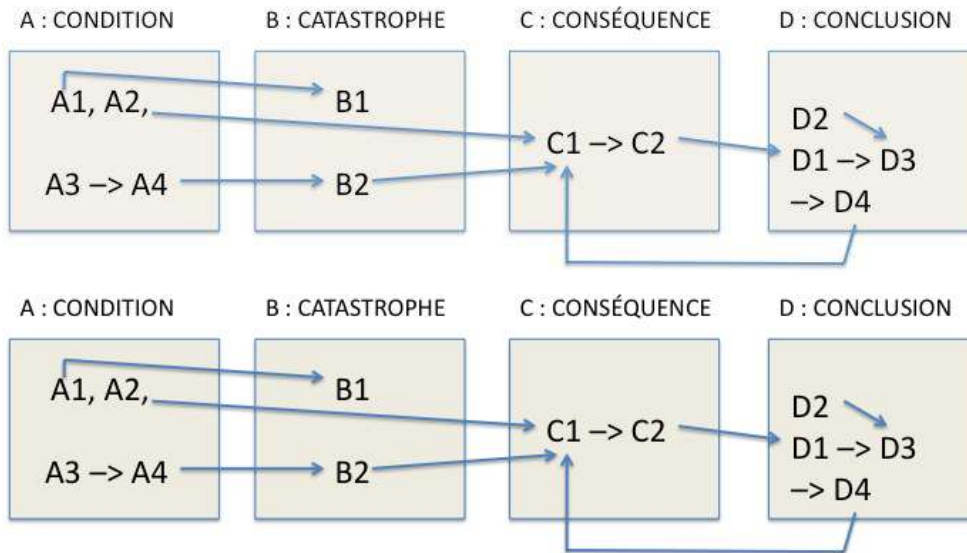 A : CONDITION B : CATASTROPHE C : CONSÉQUENCE D : CONCLUSION
A1, A2, B1
D2
C1 –> C2
D1 –> D3
A3 –> A4 B2
–> D4
A : CONDITION B : CATASTROPHE C : CONSÉQUENCE D : CONCLUSION
A1, A2, B1
D2
C1 –> C2
D1 –> D3
A3 –> A4 B2
–> D4